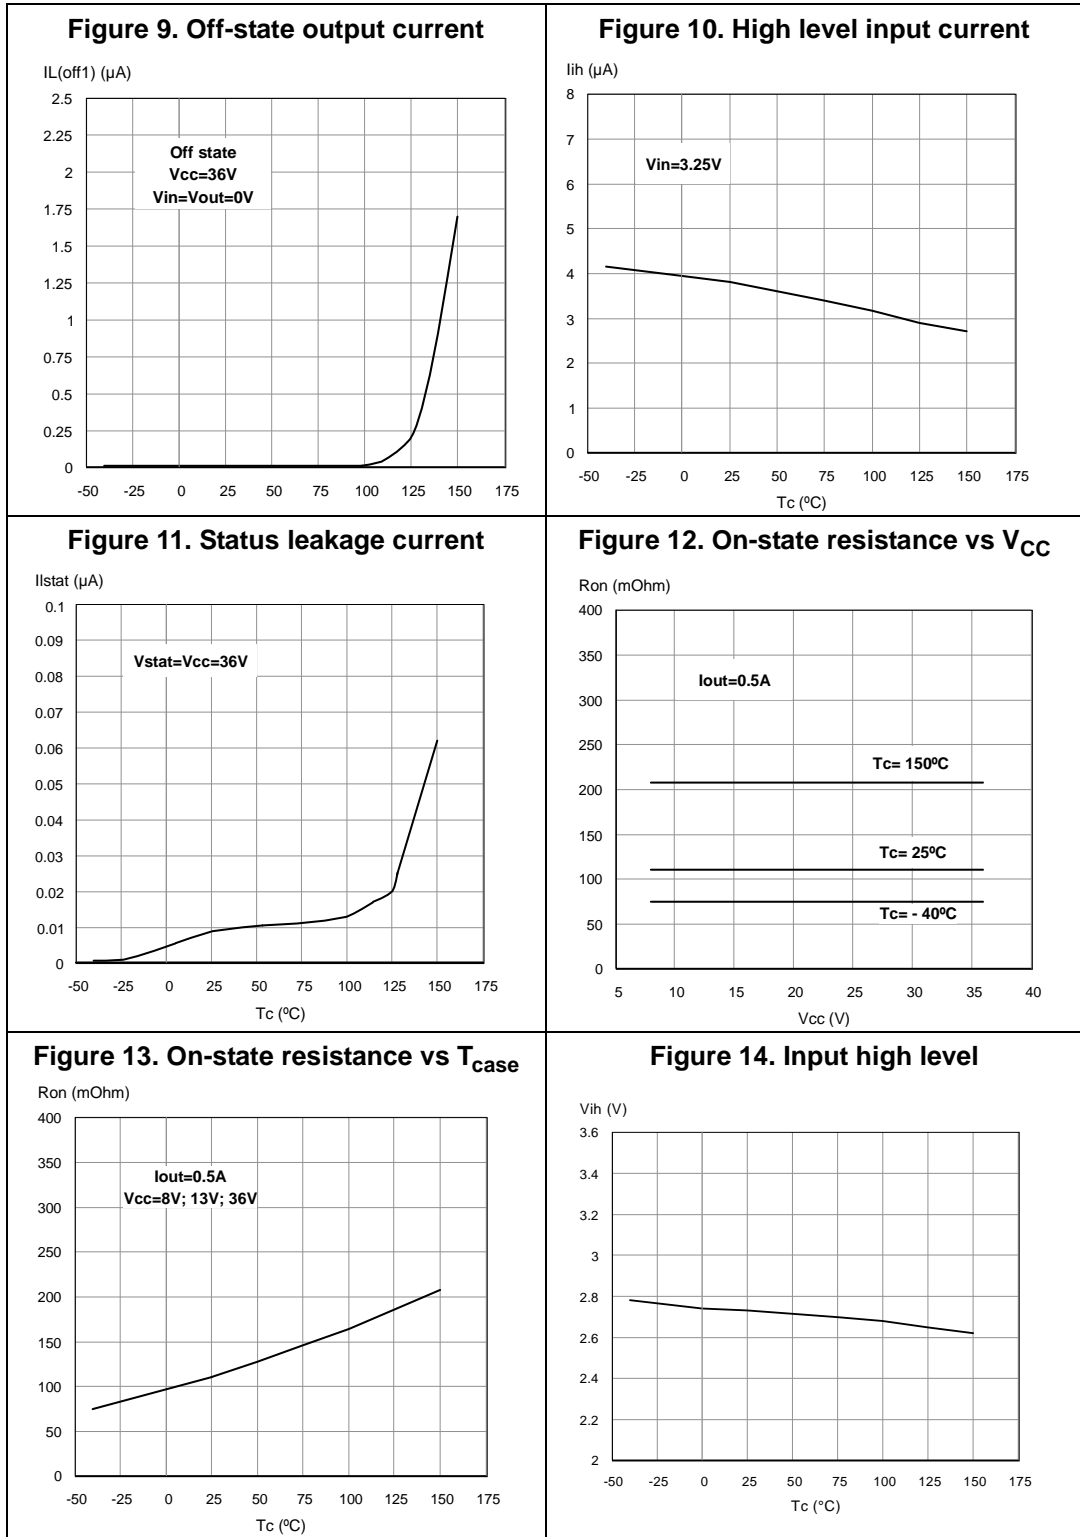 Figure 9. Off-state output current
IL(off1) (µA)
2.5
2.25
2
1.75
1.5
1.25
1
0.75
0.5
0.25
0
Off state
Vcc=36V
Vin=Vout=0V
-50 -25 0 25 50 75 100 125 150 175
Figure 10. High level input current
Iih (µA)
8
7
6
5
4
3
2
1
0
Vin=3.25V
-50 -25 0 25 50 75 100 125 150 175
Tc (ºC)
Figure 11. Status leakage current
Ilstat (µA)
0.1
0.09
0.08
0.07
0.06
0.05
0.04
0.03
0.02
0.01
0
Vstat=Vcc=36V
-50 -25 0 25 50 75 100 125 150 175
Tc (ºC)
Figure 12. On-state resistance vs VCC
Ron (mOhm)
400
350
300
250
200
150
100
50
0
Iout=0.5A
Tc= 150ºC
Tc= 25ºC
Tc= - 40ºC
5 10 15 20 25 30 35 40
Vcc (V)
Figure 13. On-state resistance vs Tcase
Ron (mOhm)
400
350
300
250
200
150
100
50
0
Iout=0.5A
Vcc=8V; 13V; 36V
-50 -25 0 25 50 75 100 125 150 175
Tc (ºC)
Figure 14. Input high level
Vih (V)
3.6
3.4
3.2
3
2.8
2.6
2.4
2.2
2
-50 -25 0 25 50 75 100 125 150 175
Tc (°C)